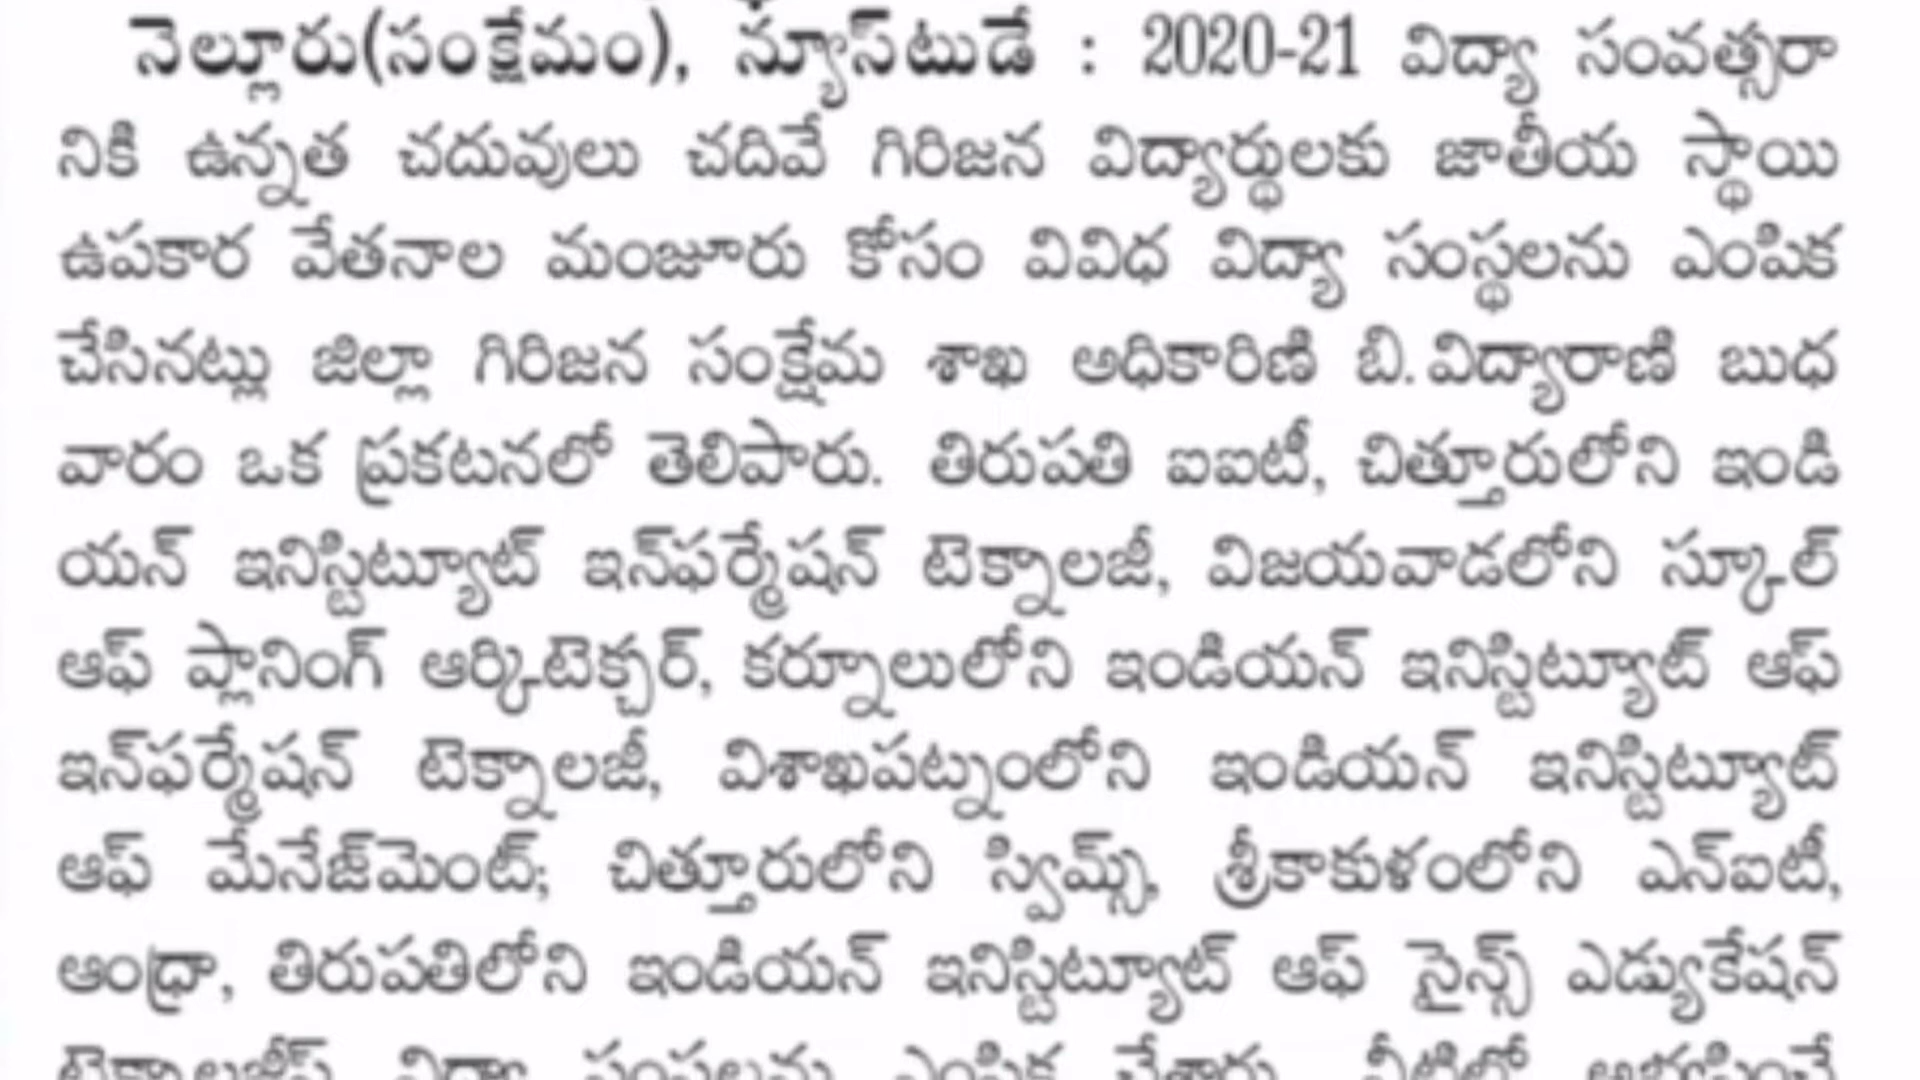 నెల్లూరు(సంక్షేమం), న్యూస్‌టుడే : 2020-21 విద్యా సంవత్సరా
నికి ఉన్నత చదువులు చదివే గిరిజన విద్యార్థులకు జాతీయ స్థాయి
ఉపకార వేతనాల మంజూరు కోసం వివిధ విద్యా సంస్థలను ఎంపిక
చేసినట్లు జిల్లా గిరిజన సంక్షేమ శాఖ అధికారిణి బి.విద్యారాణి బుధ
వారం ఒక ప్రకటనలో తెలిపారు. తిరుపతి ఐఐటీ, చిత్తూరులోని ఇండి
యన్ ఇనిస్టిట్యూట్ ఇన్‌ఫర్మేషన్ టెక్నాలజీ, విజయవాడలోని స్కూల్
ఆఫ్ ప్లానింగ్ ఆర్కిటెక్చర్, కర్నూలులోని ఇండియన్ ఇనిస్టిట్యూట్ ఆఫ్
ఇన్‌ఫర్మేషన్ టెక్నాలజీ, విశాఖపట్నంలోని ఇండియన్ ఇనిస్టిట్యూట్
ఆఫ్ మేనేజ్‌మెంట్; చిత్తూరులోని స్విమ్స్, శ్రీకాకుళంలోని ఎన్ఐటీ,
ఆంధ్రా, తిరుపతిలోని ఇండియన్ ఇనిస్టిట్యూట్ ఆఫ్ సైన్స్ ఎడ్యుకేషన్
విద్యా సంస్థలను ఎంపిక చేశారు. వీటిలో